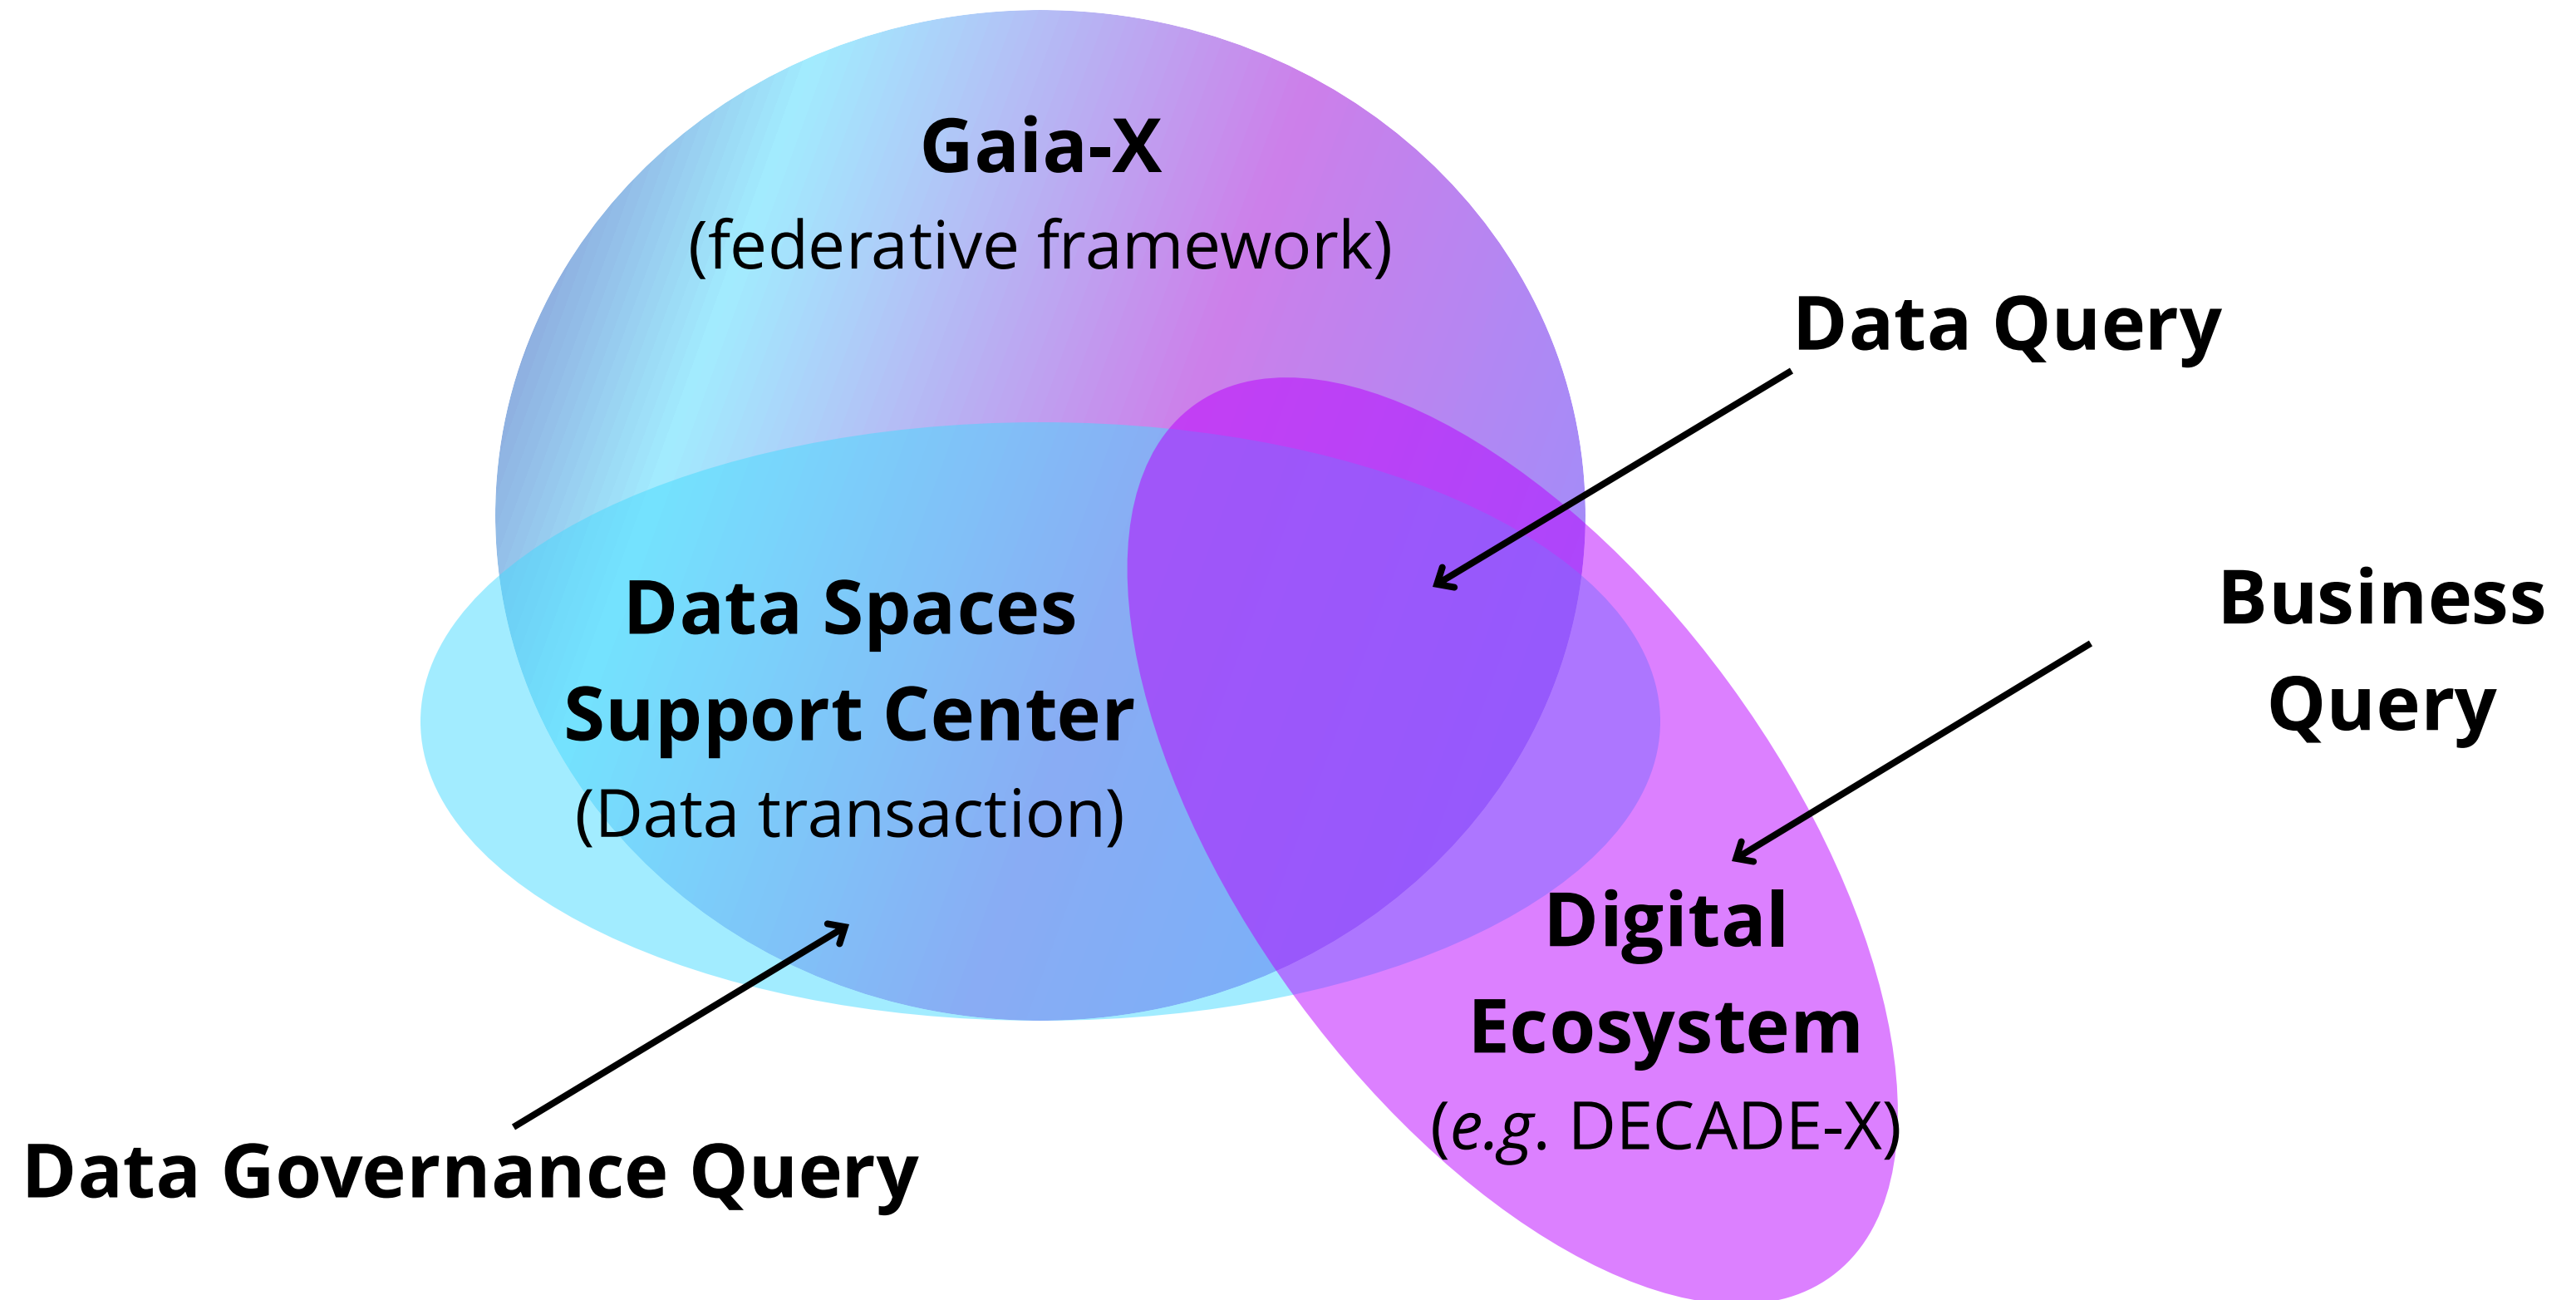 Gaia-X
(federative framework)
Data Query
Business
Query
Data Spaces
Support Center
(Data transaction)
Digital
Ecosystem
(e.g. DECADE-X)
Data Governance Query